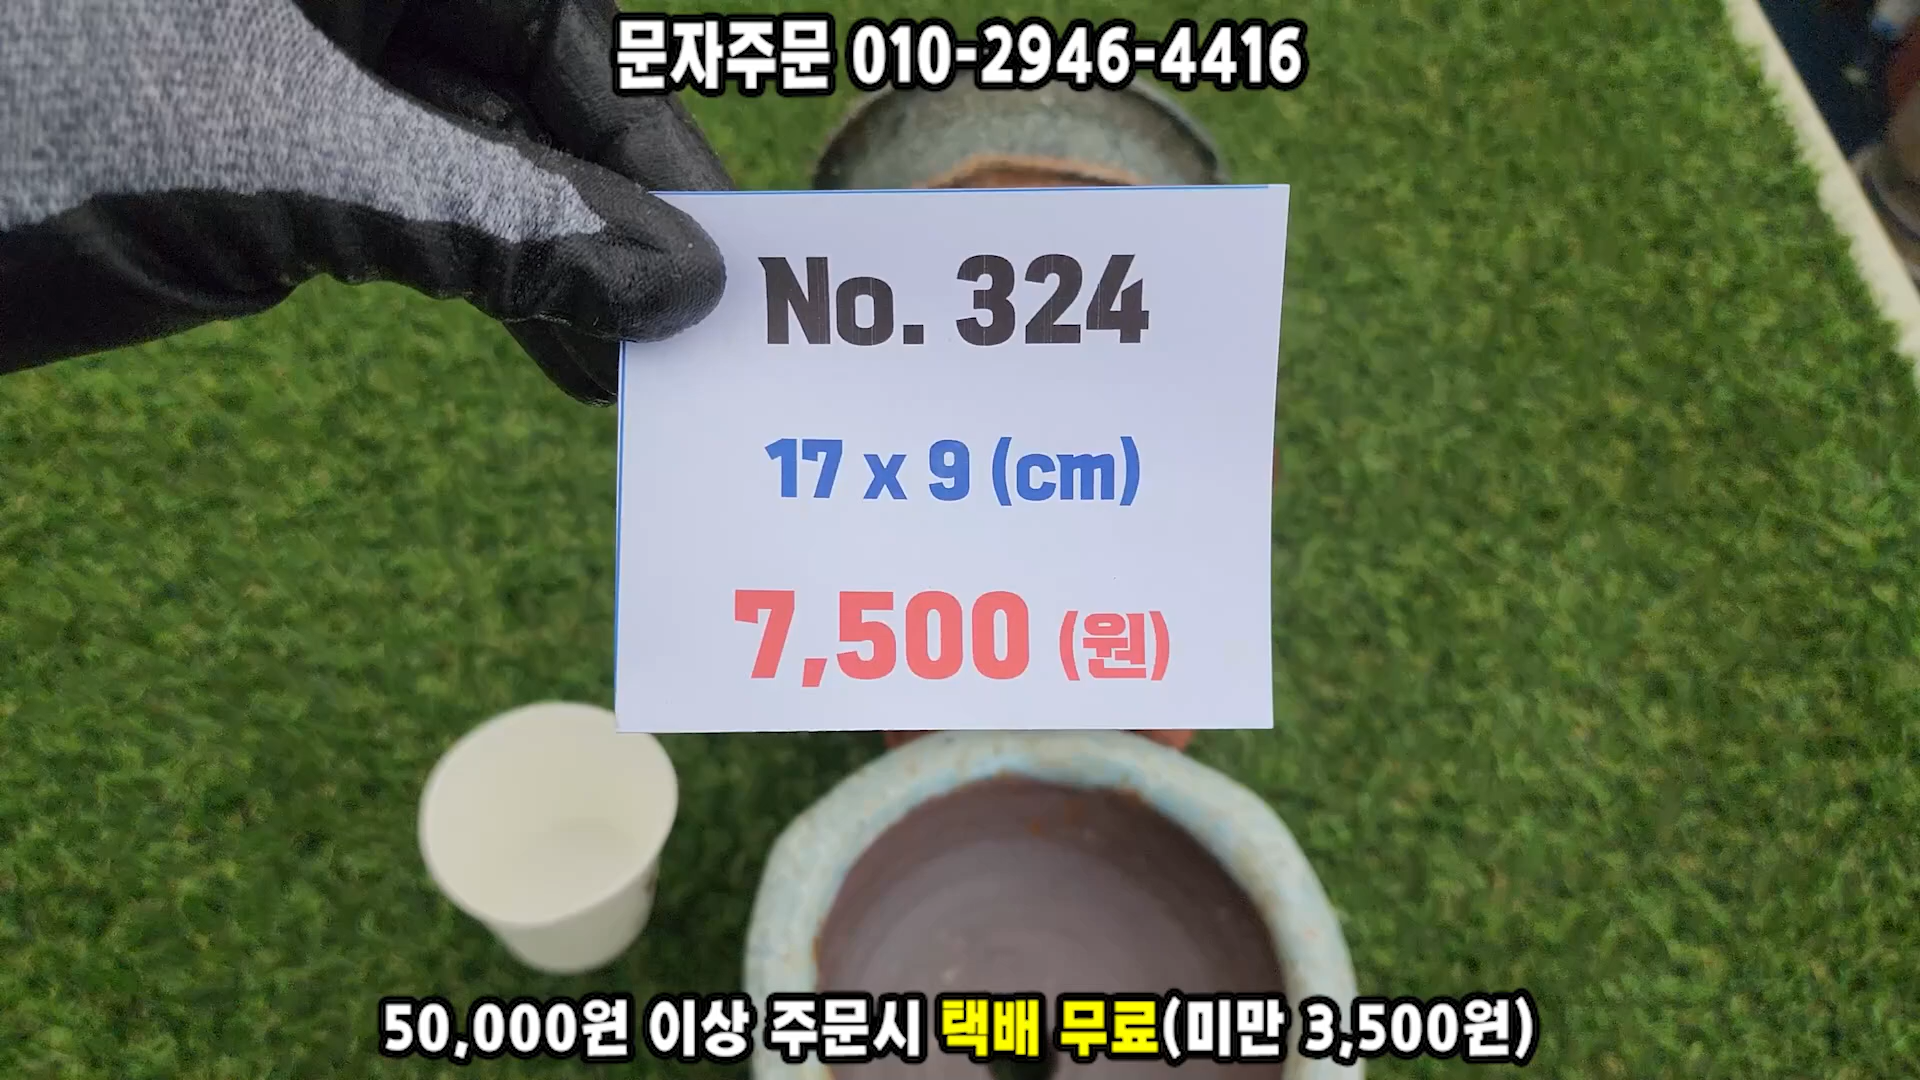 문자주문 010-2946-4416
No. 324
17 x 9 (cm)
7,500 (원)
50,000원 이상 주문시 택배 무료(미만 3,500원)